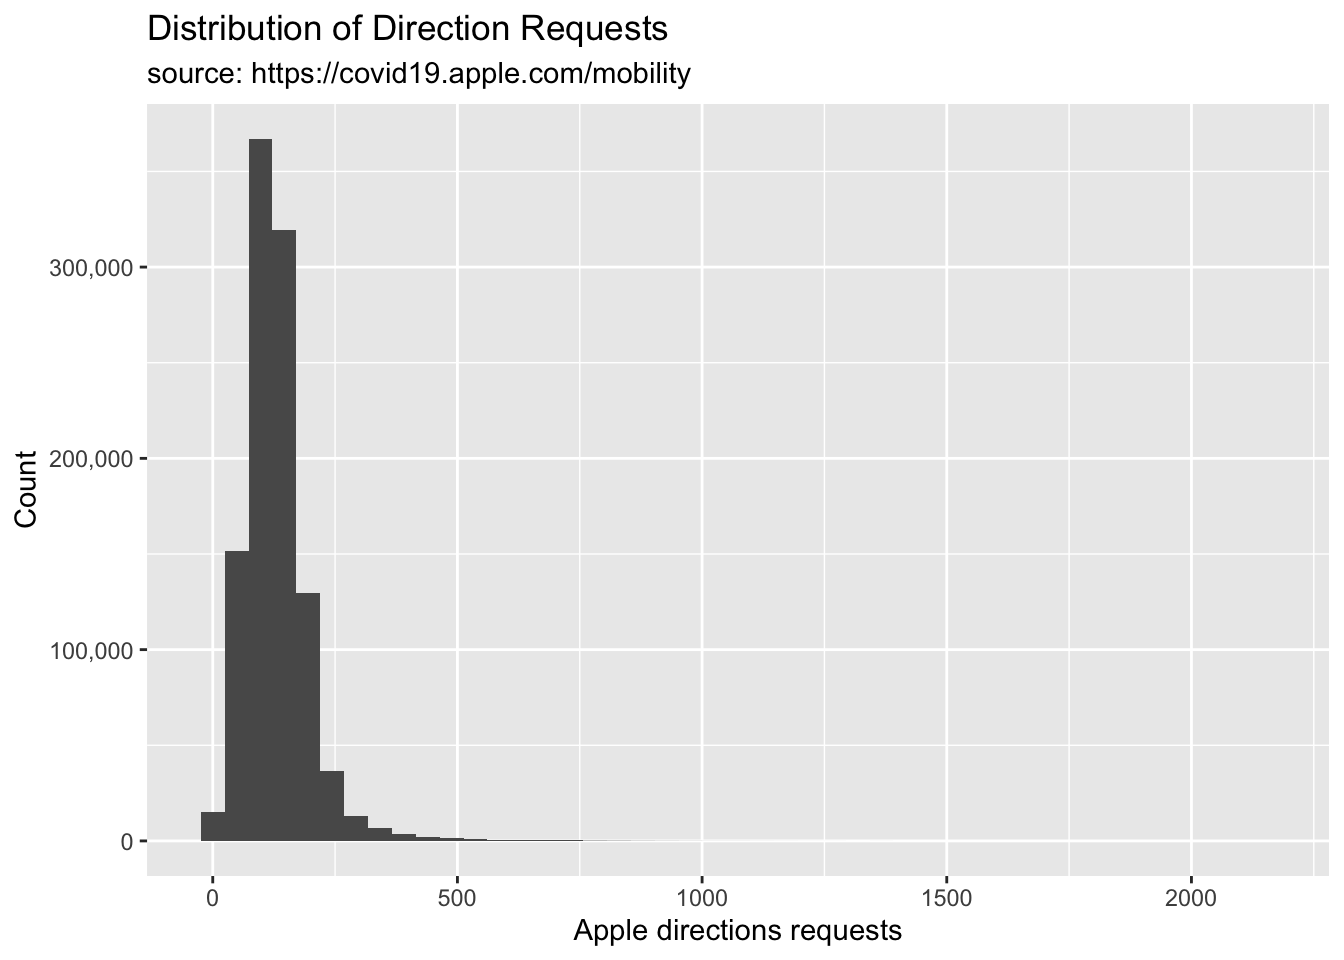 Distribution of Direction Requests
source: https://covid19.apple.com/mobility
Count
300,000
200,000
100,000
0
0 500 1000 1500 2000
Apple directions requests